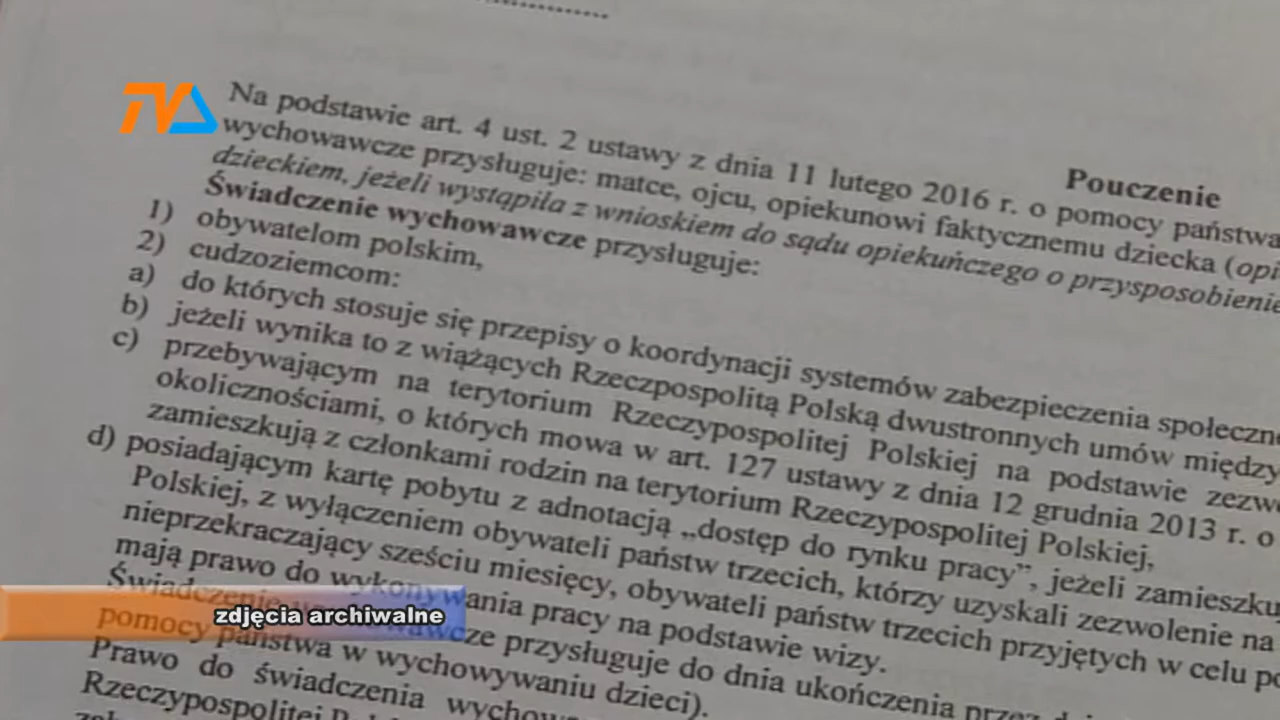 TVA
Pouczenie
Na podstawie art. 4 ust. 2 ustawy z dnia 11 lutego 2016 r. o pomocy państwa
wychowawcze przysługuje: matce, ojcu, opiekunowi faktycznemu dziecka (opi
dzieckiem, jeżeli wystąpiła z wnioskiem do sądu opiekuńczego o przysposobienie
Świadczenie wychowawcze przysługuje:
1) obywatelom polskim,
2) cudzoziemcom:
a) do których stosuje się przepisy o koordynacji systemów zabezpieczenia społeczne
b) jeżeli wynika to z wiążących Rzeczpospolitą Polską dwustronnych umów między
c) przebywającym na terytorium Rzeczypospolitej Polskiej na podstawie zezw
okolicznościami, o których mowa w art. 127 ustawy z dnia 12 grudnia 2013 r. o
zamieszkują z członkami rodzin na terytorium Rzeczypospolitej Polskiej,
d) posiadającym kartę pobytu z adnotacją „dostęp do rynku pracy”, jeżeli zamieszku
Polskiej, z wyłączeniem obywateli państw trzecich, którzy uzyskali zezwolenie na
nieprzekraczający sześciu miesięcy, obywateli państw trzecich przyjętych w celu po
mają prawo do wykonywania pracy na podstawie wizy.
Świadczenie wychowawcze przysługuje do dnia ukończenia przez
pomocy państwa w wychowywaniu dzieci).
Prawo do świadczenia wychowa
Rzeczypospolitej
zdjęcia archiwalne